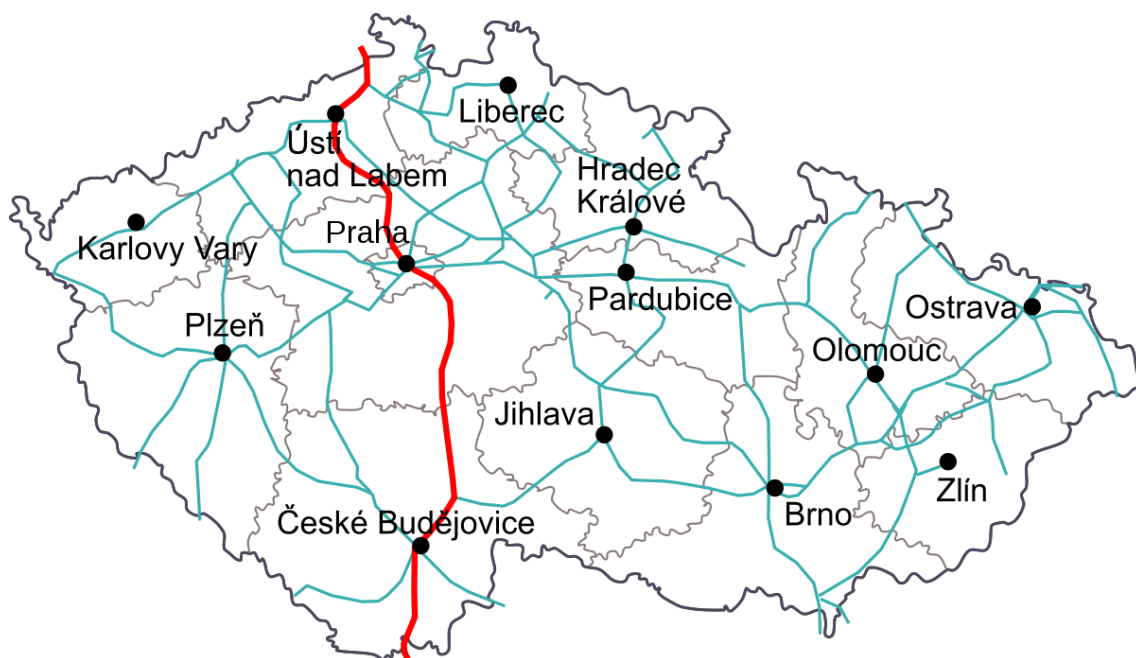 Liberec
Ústí
nad Labem
Hradec
Králové
Karlovy Vary
Praha
Pardubice
Ostrava
Plzeň
Olomouc
Jihlava
Zlín
Brno
České Budějovice